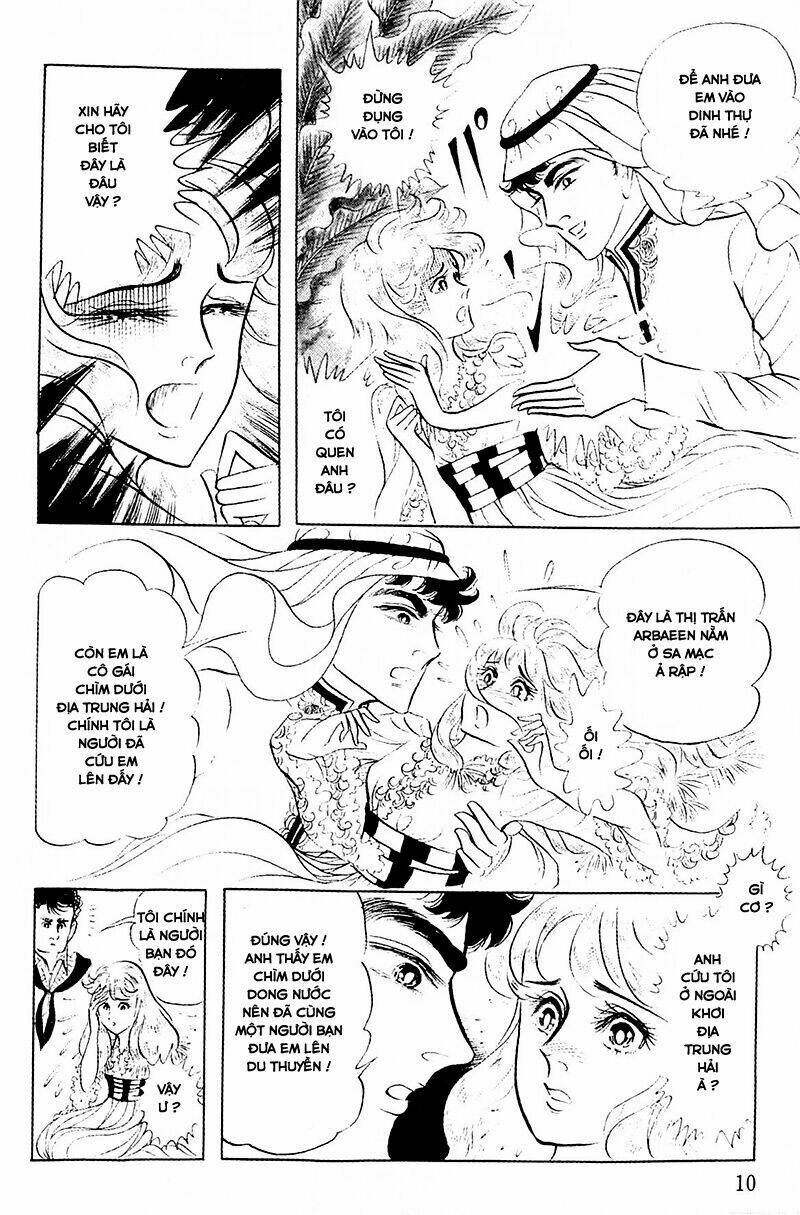 ĐỂ ANH ĐƯA
EM VÀO
DINH THỰ
ĐÃ NHÉ !
ĐỪNG
ĐỤNG
VÀO TÔI !
TÔI
CÓ
QUEN
ANH
ĐÂU ?
XIN HÃY
CHO TÔI
BIẾT
ĐÂY LÀ
ĐÂU
VẬY ?
ĐÂY LÀ THỊ TRẤN
ARBAEEN NẰM
Ở SA MẠC
Ả RẬP !
ỐI
ỐI !
CÒN EM LÀ
CÔ GÁI
CHÌM DƯỚI
ĐỊA TRUNG HẢI !
CHÍNH TÔI LÀ
NGƯỜI ĐÃ
CỨU EM
LÊN ĐẤY !
GÌ
CƠ ?
ANH
CỨU TÔI
Ở NGOÀI
KHƠI
ĐỊA
TRUNG
HẢI
À ?
ĐÚNG VẬY !
ANH THẤY EM
CHÌM DƯỚI
DONG NƯỚC
NÊN ĐÃ CÙNG
MỘT NGƯỜI BẠN
ĐƯA EM LÊN
DU THUYỀN !
TÔI CHÍNH
LÀ NGƯỜI
BẠN ĐÓ
ĐÂY !
VẬY
Ư ?
10